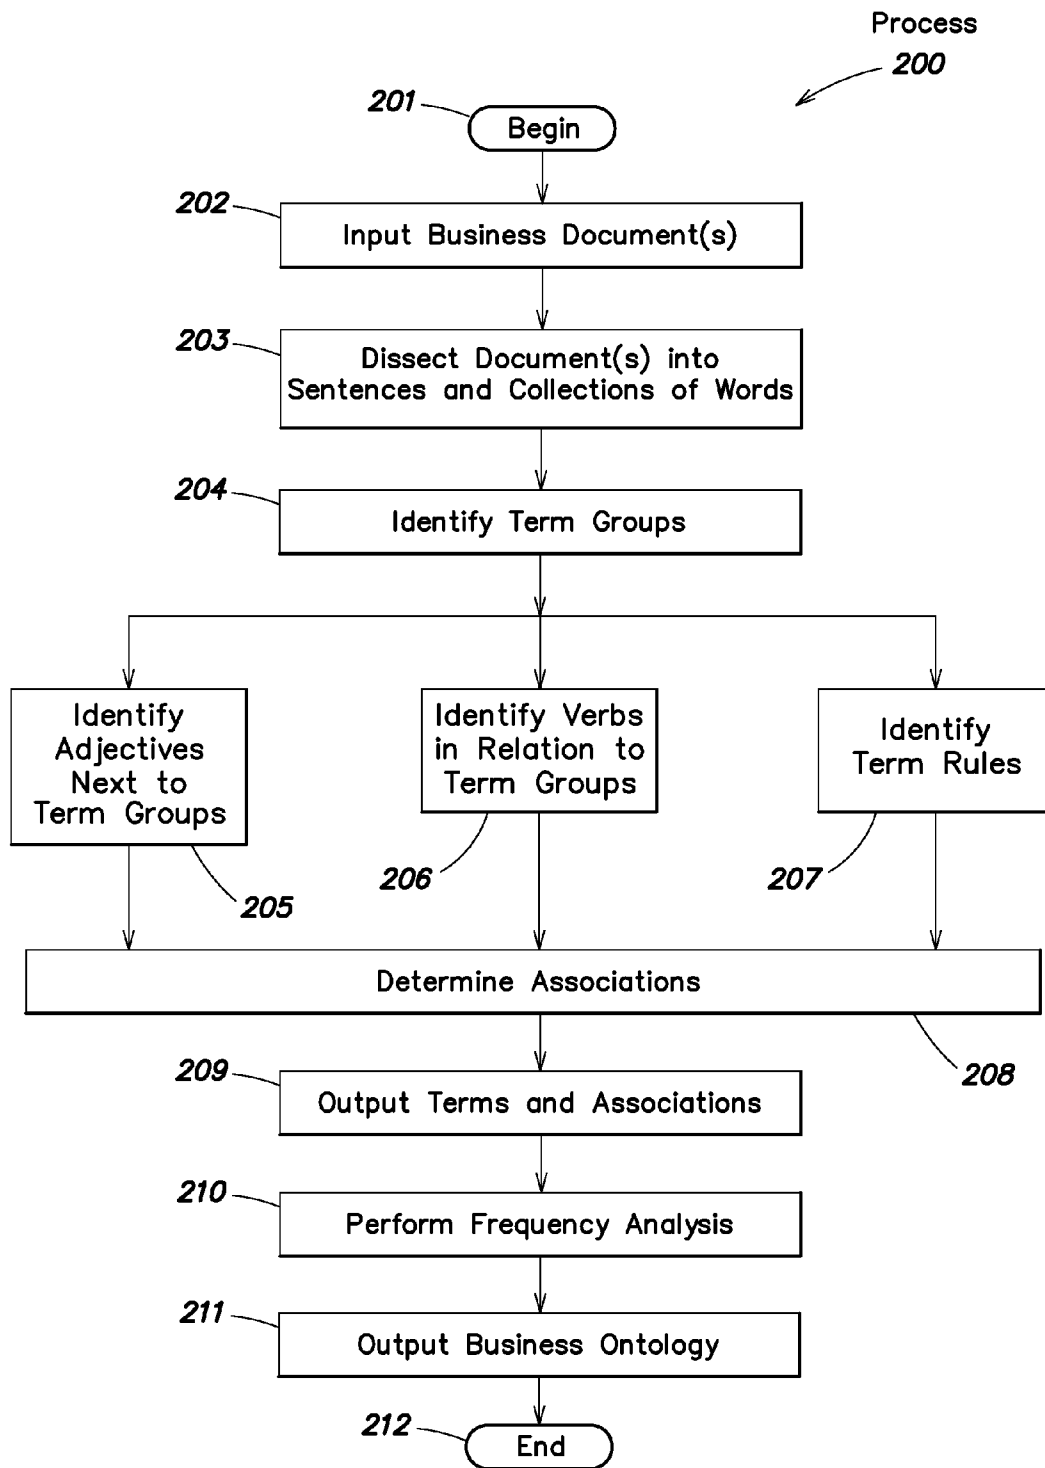 Process
200
201
Begin
202
Input Business Document(s)
203
Dissect Document(s) into
Sentences and Collections of Words
204
Identify Term Groups
Identify
Adjectives
Next to
Term Groups
205
Identify Verbs
in Relation to
Term Groups
206
Identify
Term Rules
207
Determine Associations
208
209
Output Terms and Associations
210
Perform Frequency Analysis
211
Output Business Ontology
212
End